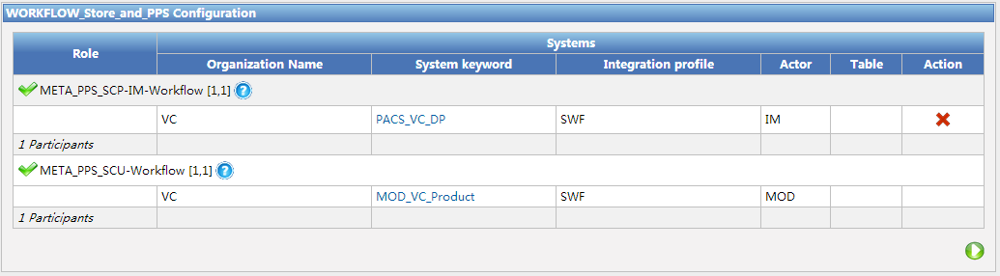 WORKFLOW_Store_and_PPS Configuration
Role Systems
Organization Name System keyword Integration profile Actor Table Action
META_PPS_SCP-IM-Workflow [1,1] ?
VC PACS_VC_DP SWF IM
1 Participants
META_PPS_SCU-Workflow [1,1] ?
VC MOD_VC_Product SWF MOD
1 Participants